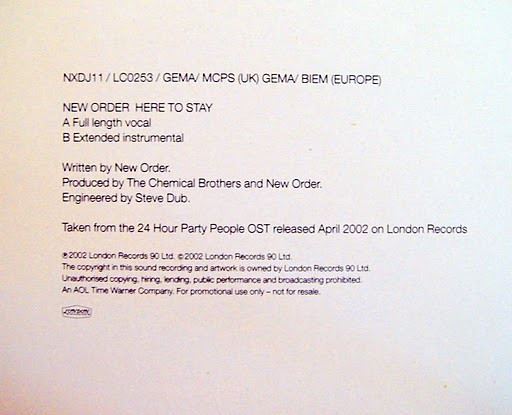 NXDJ11 / LC0253 / GEMA/ MCPS (UK) GEMA/ BIEM (EUROPE)
NEW ORDER HERE TO STAY
A Full length vocal
B Extended instrumental
Written by New Order.
Produced by The Chemical Brothers and New Order.
Engineered by Steve Dub.
Taken from the 24 Hour Party People OST released April 2002 on London Records
℗2002 London Records 90 Ltd. ©2002 London Records 90 Ltd.
The copyright in this sound recording and artwork is owned by London Records 90 Ltd.
Unauthorised copying, hiring, lending, public performance and broadcasting prohibited.
An AOL Time Warner Company. For promotional use only – not for resale.
LONDON